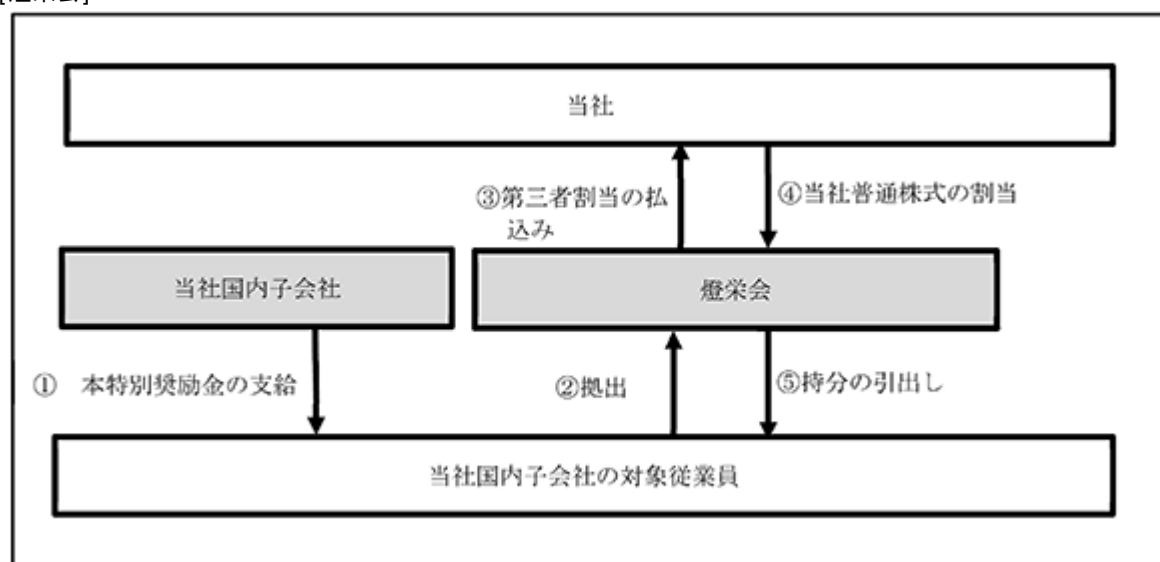 当社
③第三者割当の払
込み
④当社普通株式の割当
当社国内子会社
燈栄会
① 本特別奨励金の支給
②拠出
⑤持分の引出し
当社国内子会社の対象従業員